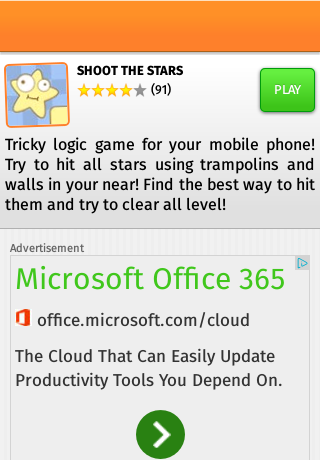 SHOOT THE STARS
(91)
PLAY
Tricky logic game for your mobile phone!
Try to hit all stars using trampolins and
walls in your near! Find the best way to hit
them and try to clear all level!
Advertisement
Microsoft Office 365
office.microsoft.com/cloud
The Cloud That Can Easily Update
Productivity Tools You Depend On.